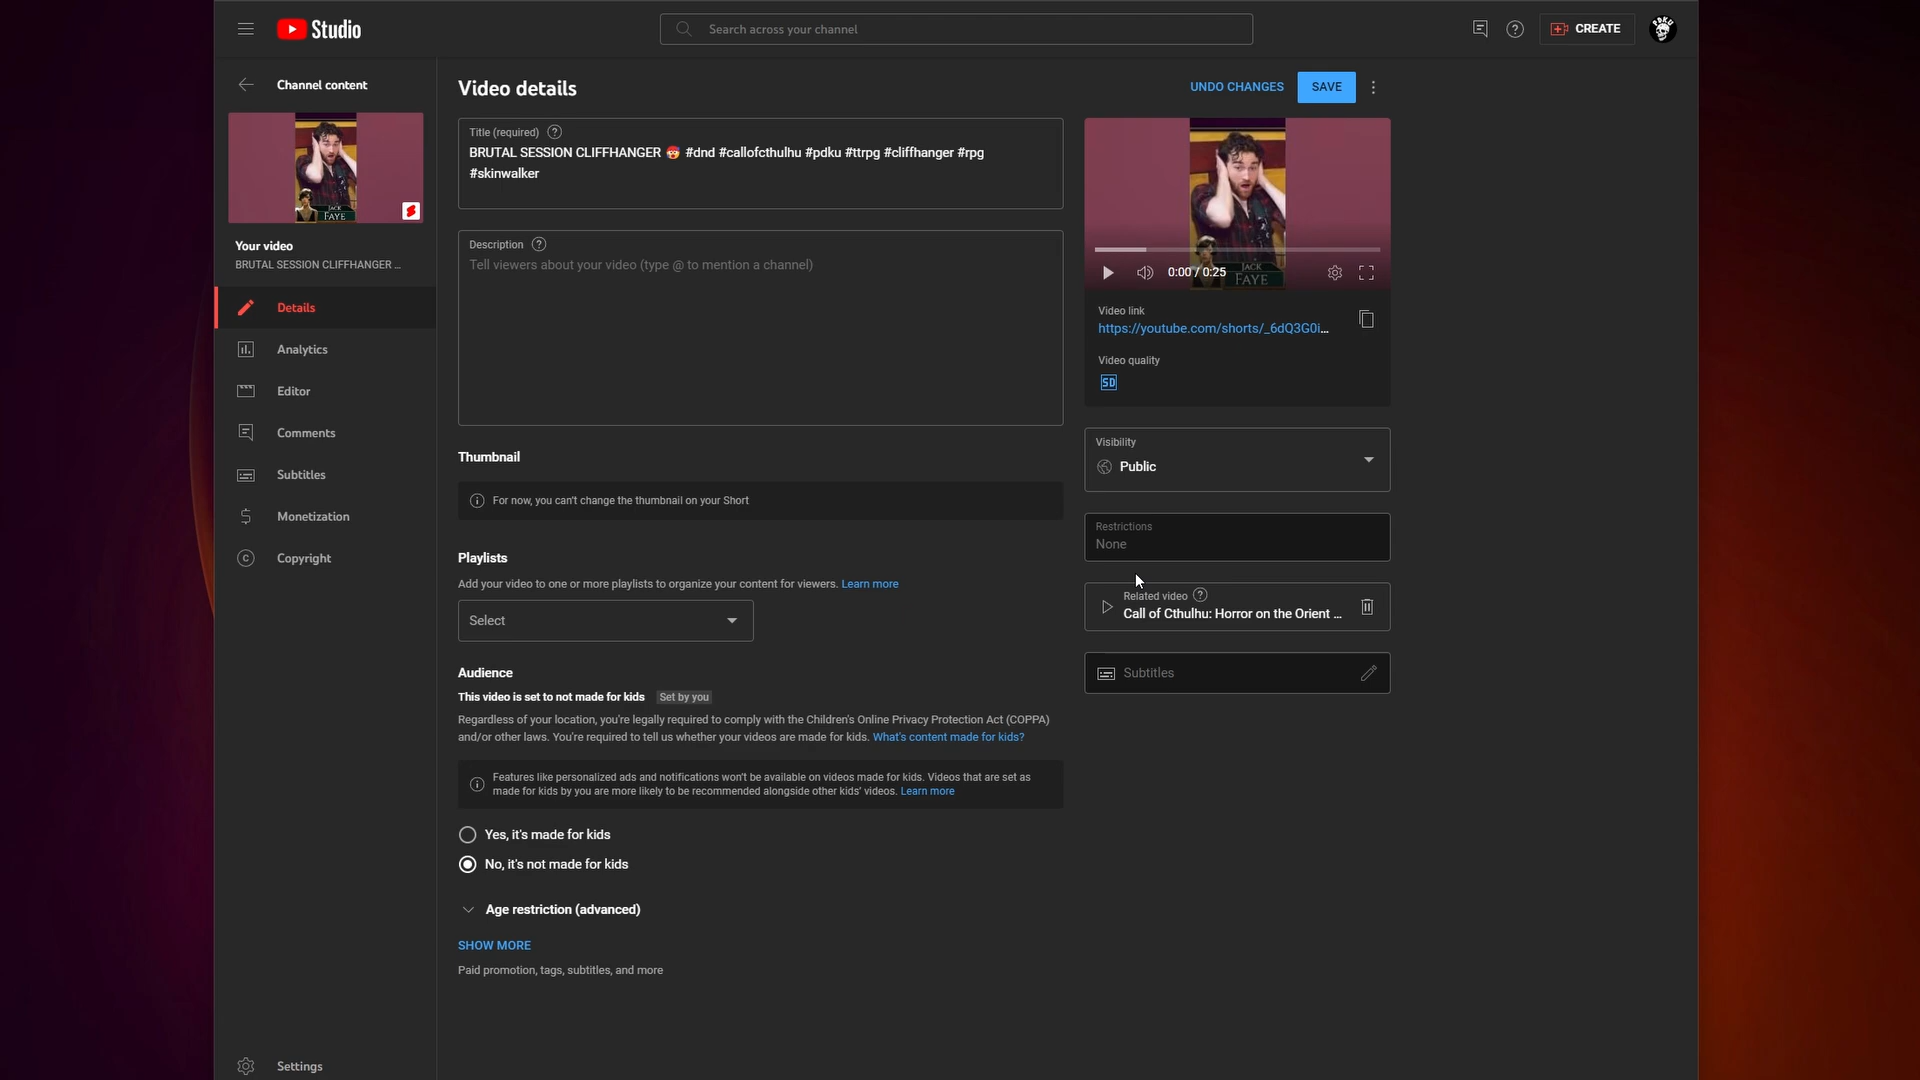 Studio
Search across your channel
CREATE
PDKU
Channel content
JACK
FAYE
Your video
BRUTAL SESSION CLIFFHANGER ...
Details
Analytics
Editor
Comments
Subtitles
Monetization
Copyright
Settings
Video details
UNDO CHANGES
SAVE
Title (required)
BRUTAL SESSION CLIFFHANGER 🤯 #dnd #callofcthulhu #pdku #ttrpg #cliffhanger #rpg
#skinwalker
Description
Tell viewers about your video (type @ to mention a channel)
Thumbnail
For now, you can't change the thumbnail on your Short
Playlists
Add your video to one or more playlists to organize your content for viewers. Learn more
Select
Audience
This video is set to not made for kids Set by you
Regardless of your location, you're legally required to comply with the Children's Online Privacy Protection Act (COPPA)
and/or other laws. You're required to tell us whether your videos are made for kids. What's content made for kids?
Features like personalized ads and notifications won't be available on videos made for kids. Videos that are set as
made for kids by you are more likely to be recommended alongside other kids' videos. Learn more
Yes, it's made for kids
No, it's not made for kids
Age restriction (advanced)
SHOW MORE
Paid promotion, tags, subtitles, and more
0:00 / 0:25
JACK
FAYE
Video link
https://youtube.com/shorts/_6dQ3G0i...
Video quality
SD
Visibility
Public
Restrictions
None
Related video
Call of Cthulhu: Horror on the Orient ...
Subtitles